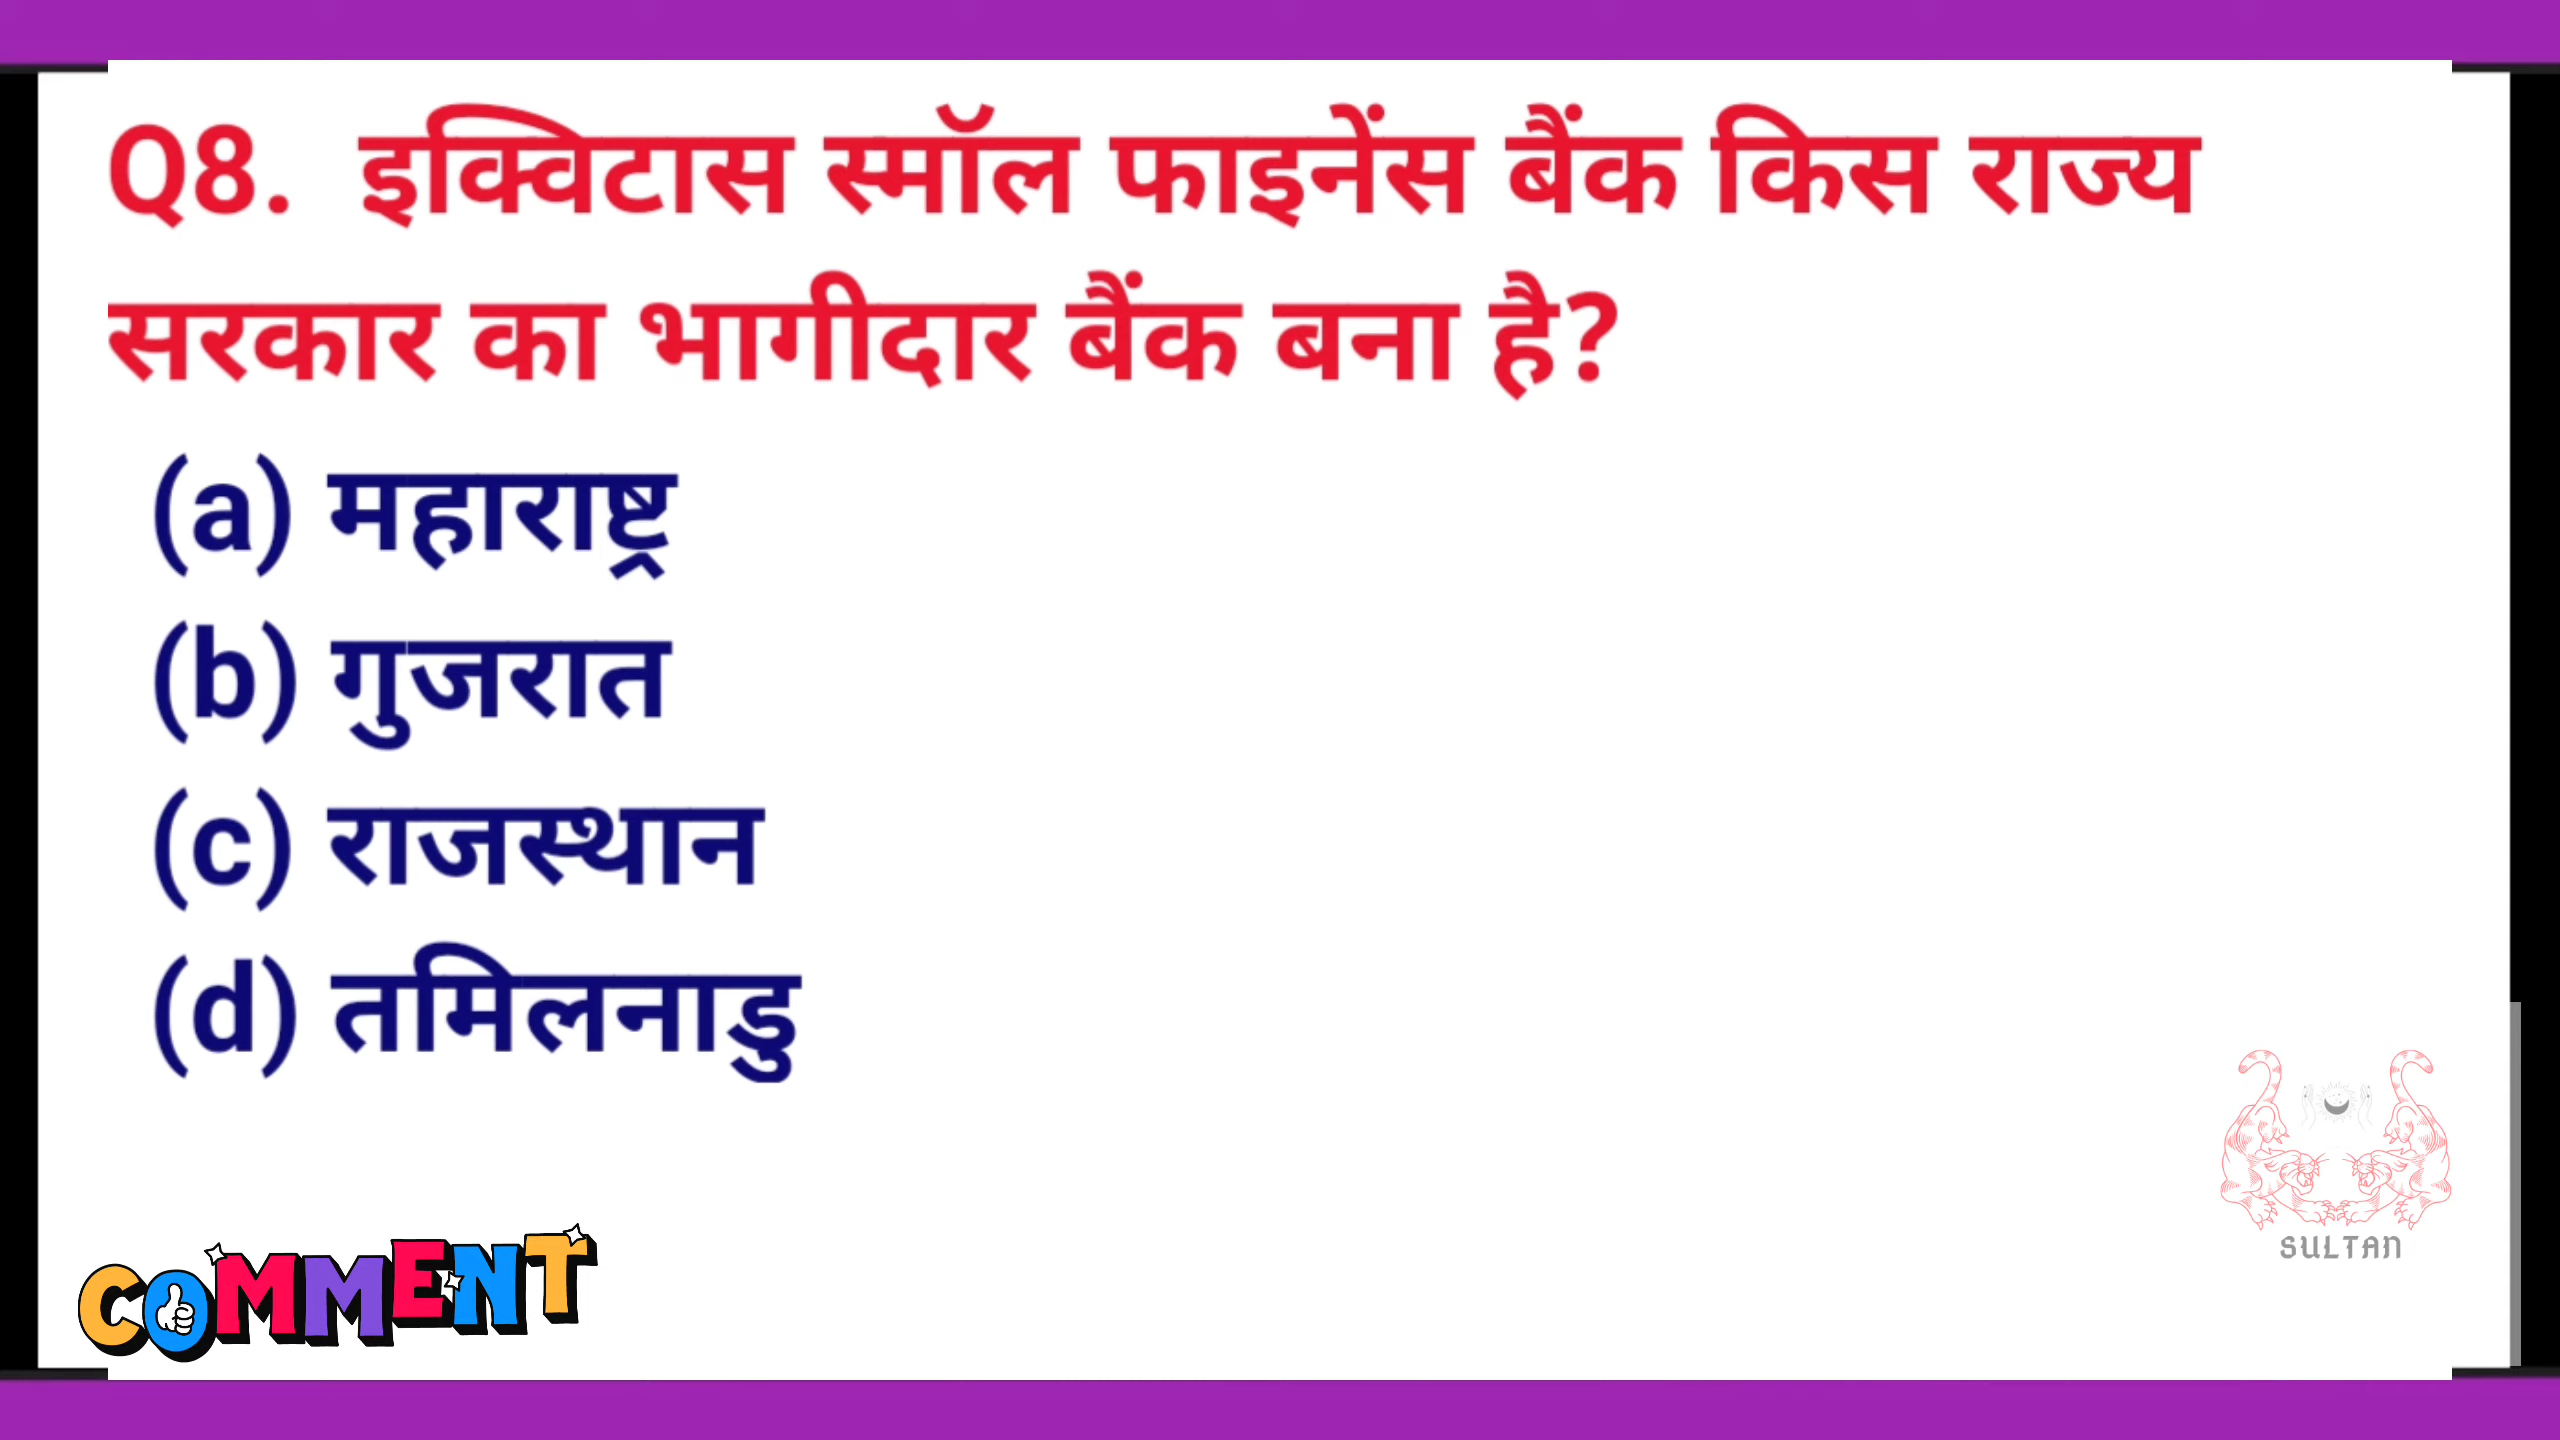 Q8. इक्विटास स्मॉल फाइनेंस बैंक किस राज्य
सरकार का भागीदार बैंक बना है?
(a) महाराष्ट्र
(b) गुजरात
(c) राजस्थान
(d) तमिलनाडु
COMMENT
SULTAN